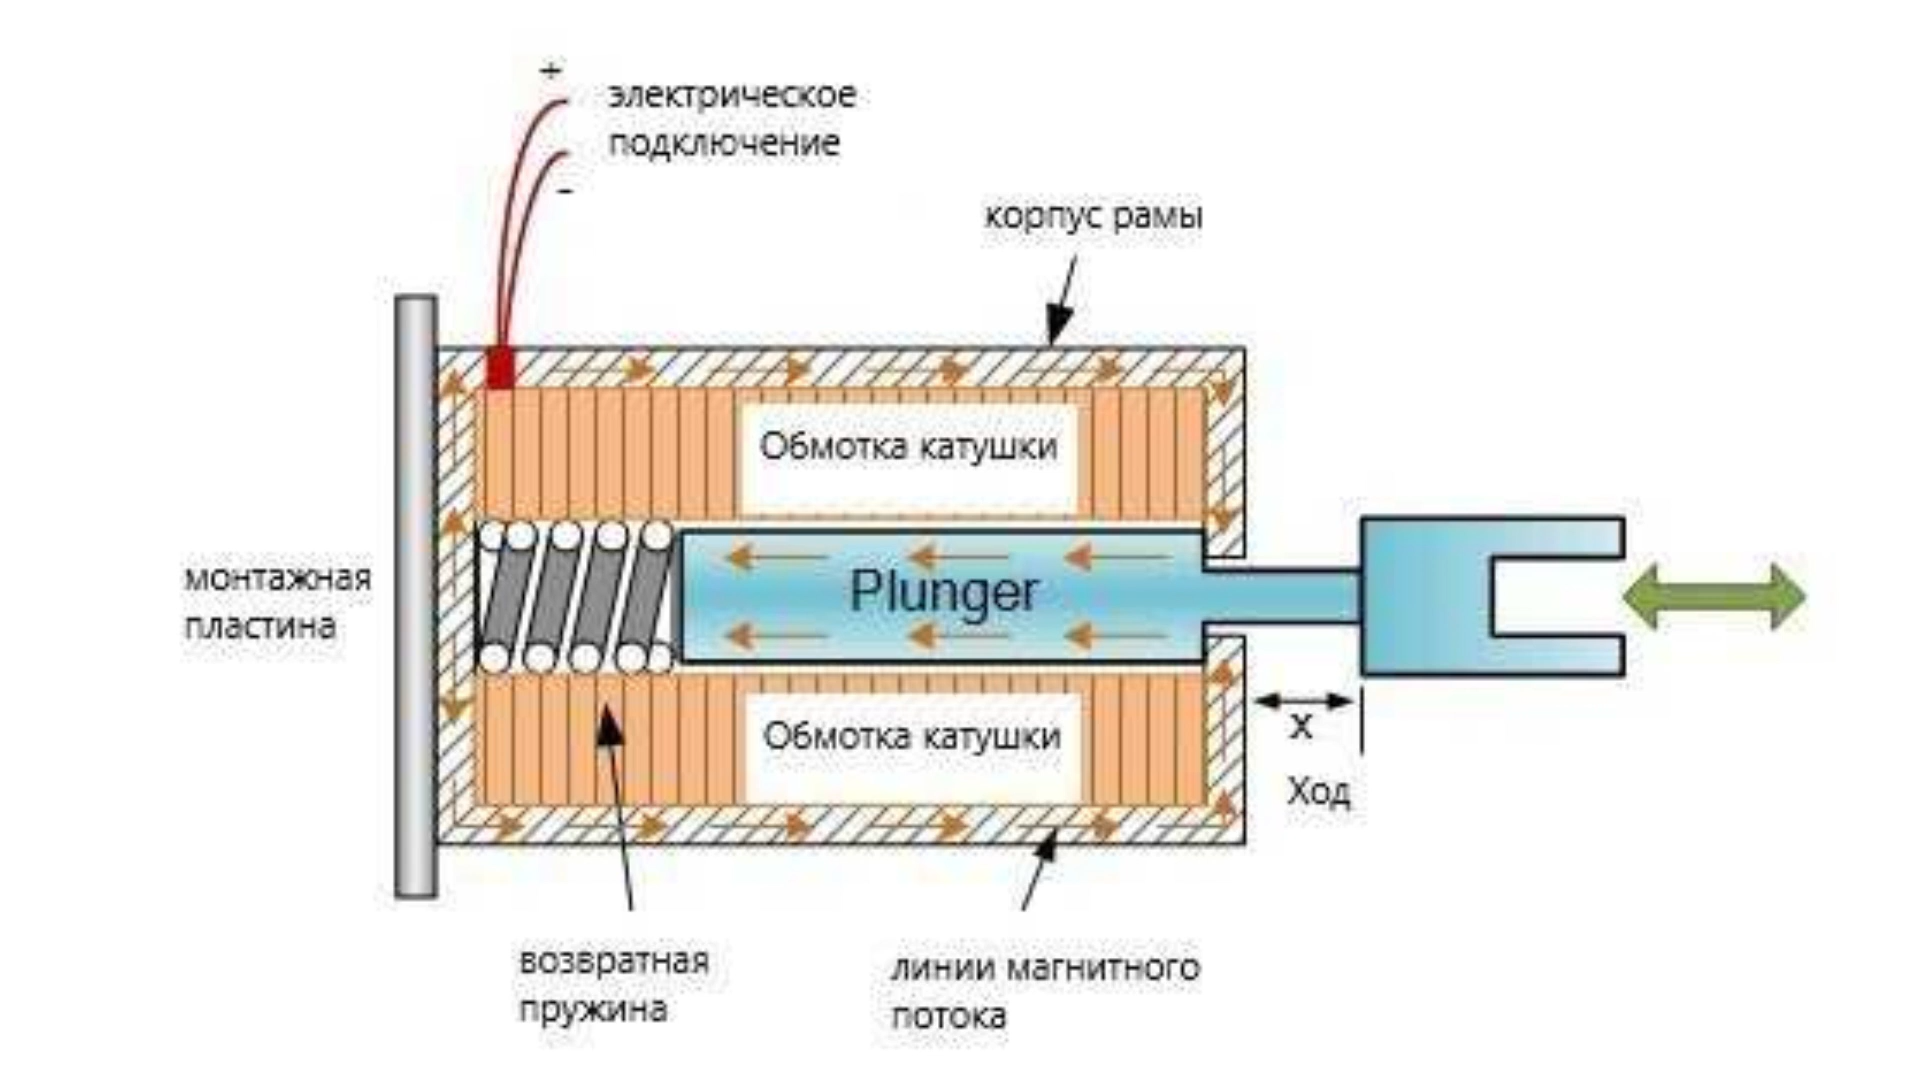 +
электрическое
подключение
-
корпус рамы
Обмотка катушки
монтажная
пластина
Plunger
Обмотка катушки
x
Ход
возвратная
пружина
линии магнитного
потока